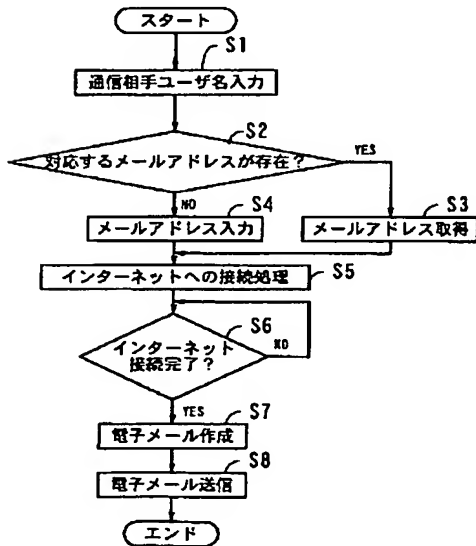 スタート
S1
通信相手ユーザ名入力
S2
対応するメールアドレスが存在?
YES
NO
S4
S3
メールアドレス入力
メールアドレス取得
インターネットへの接続処理
S5
S6
インターネット
接続完了?
NO
YES
S7
電子メール作成
S8
電子メール送信
エンド